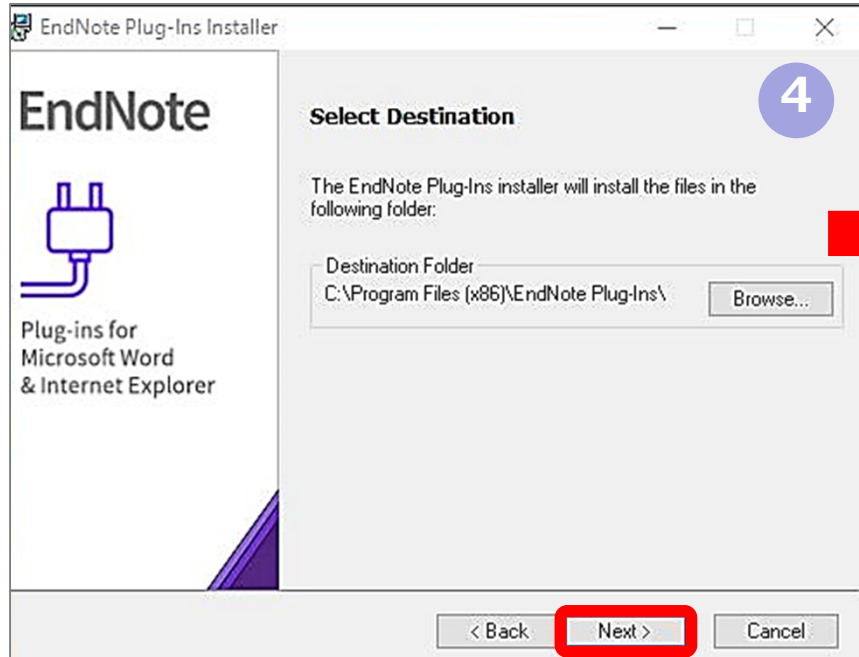 EndNote Plug-Ins Installer
EndNote
Plug-ins for
Microsoft Word
& Internet Explorer
4
Select Destination
The EndNote Plug-Ins installer will install the files in the
following folder:
Destination Folder
C:\Program Files (x86)\EndNote Plug-Ins\
Browse...
< Back
Next >
Cancel